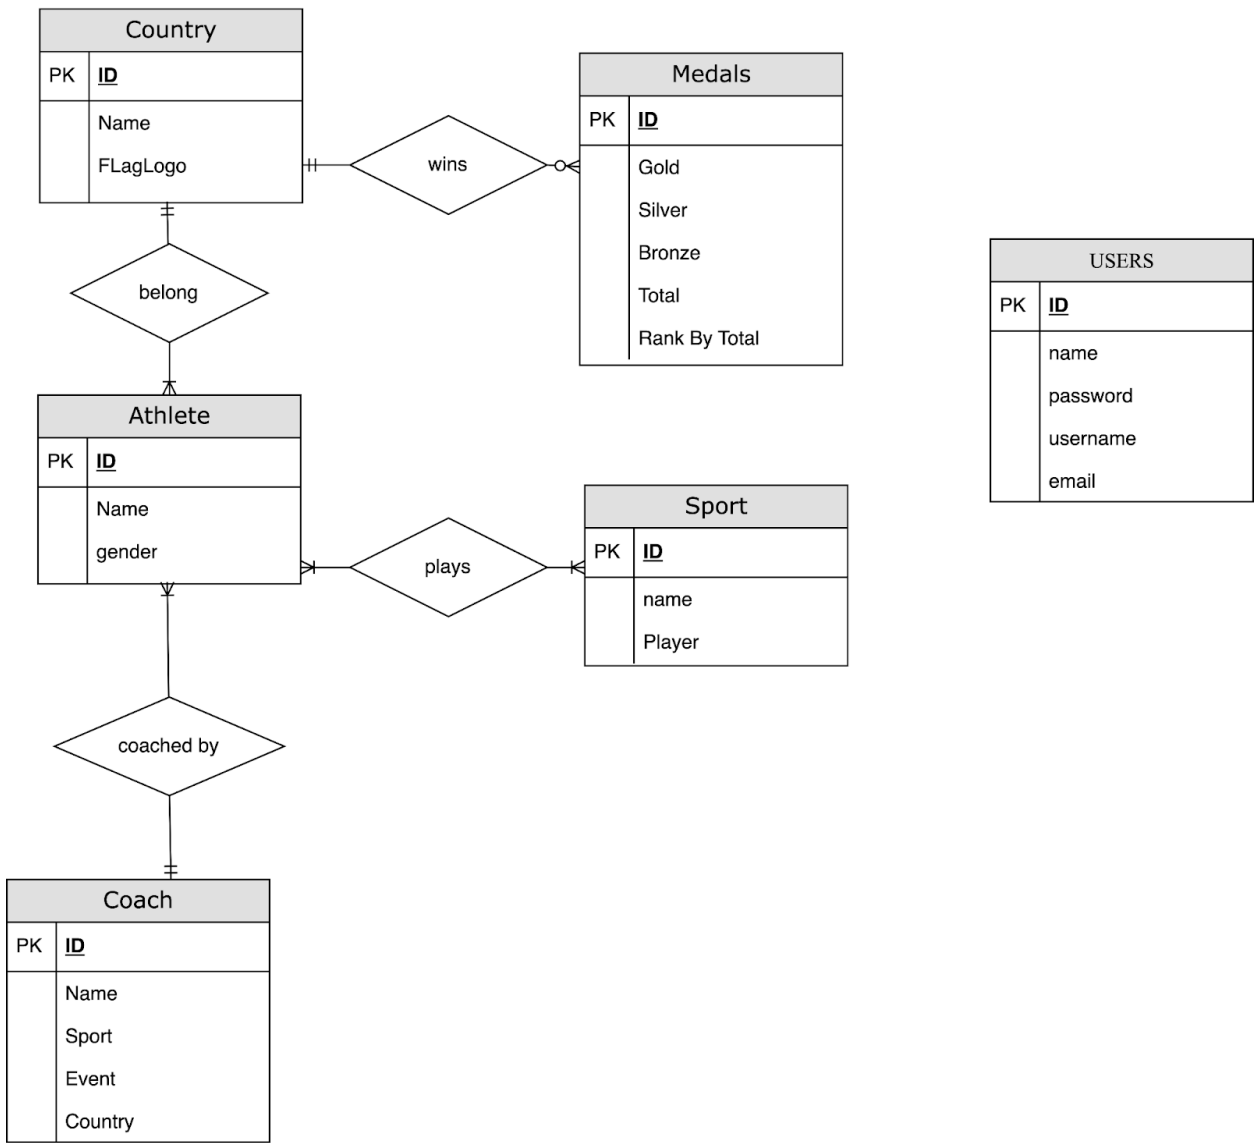 Country
PK ID
Name
FLagLogo
wins
Medals
PK ID
Gold
Silver
Bronze
Total
Rank By Total
belong
USERS
PK ID
name
password
username
email
Athlete
PK ID
Name
gender
plays
Sport
PK ID
name
Player
coached by
Coach
PK ID
Name
Sport
Event
Country